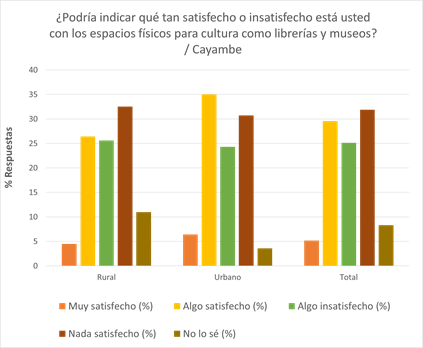 ¿Podría indicar qué tan satisfecho o insatisfecho está usted
con los espacios físicos para cultura como librerías y museos?
/ Cayambe
40
35
30
25
20
15
10
5
0
% Respuestas
Rural Urbano Total
Muy satisfecho (%) Algo satisfecho (%) Algo insatisfecho (%)
Nada satisfecho (%) No lo sé (%)